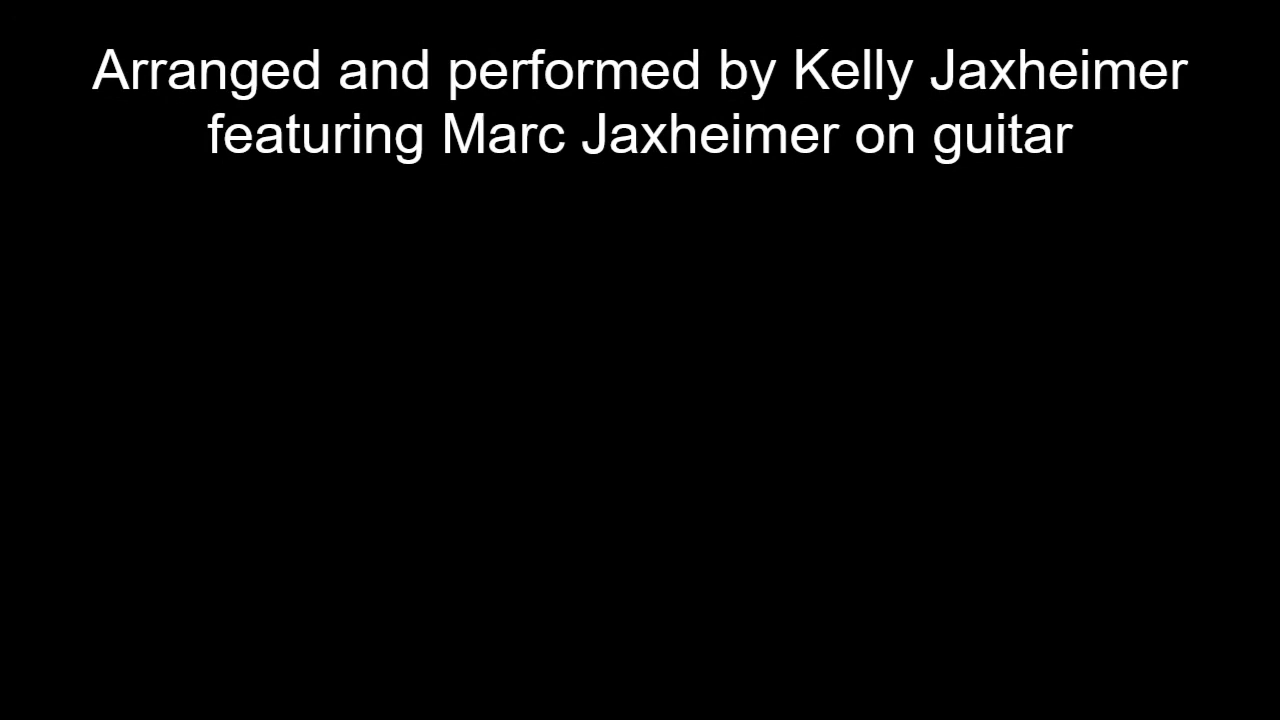 Arranged and performed by Kelly Jaxheimer
featuring Marc Jaxheimer on guitar